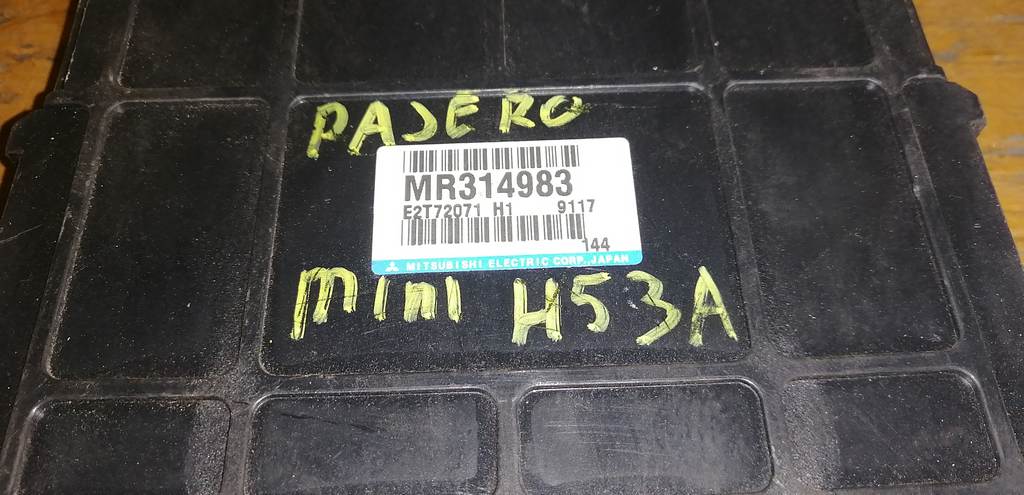 PAJERO
MR314983
E2T72071 H1 9117
144
MITSUBISHI ELECTRIC CORP., JAPAN
mini H53A